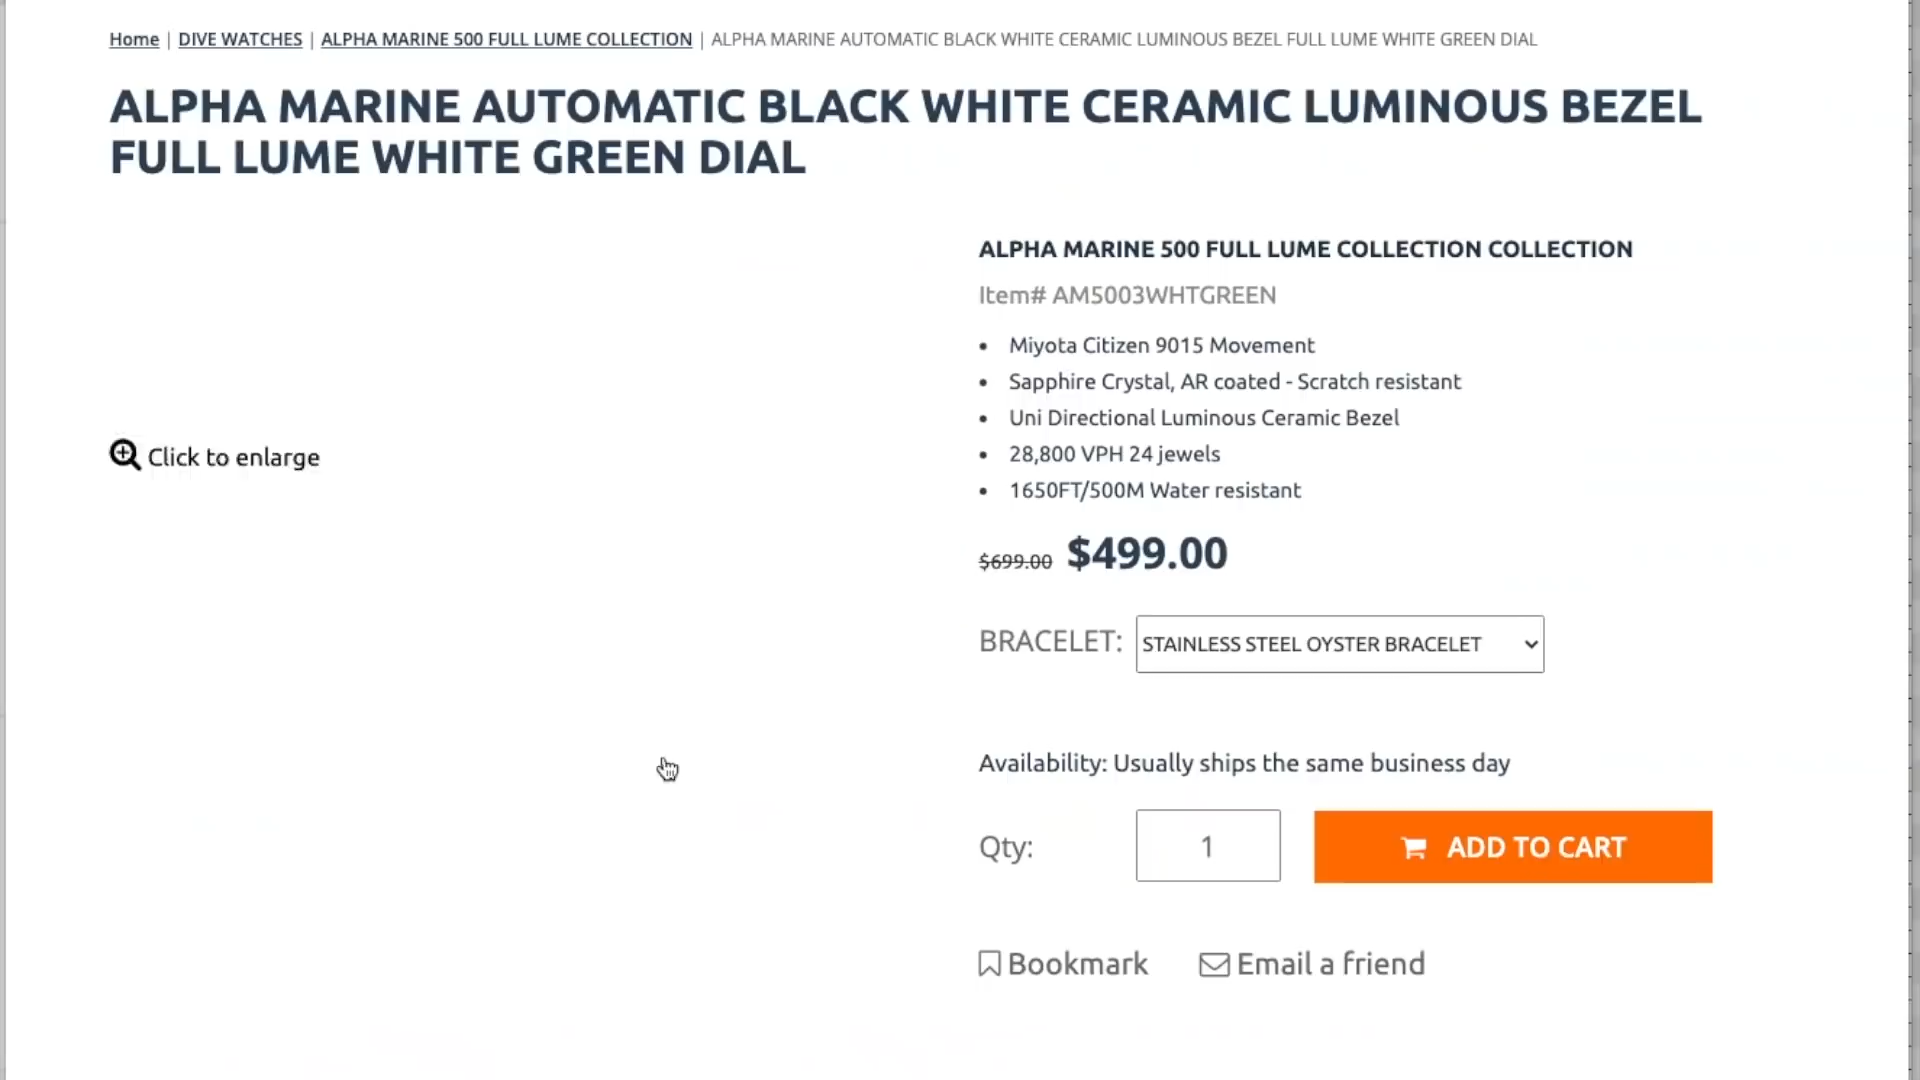 Home | DIVE WATCHES | ALPHA MARINE 500 FULL LUME COLLECTION | ALPHA MARINE AUTOMATIC BLACK WHITE CERAMIC LUMINOUS BEZEL FULL LUME WHITE GREEN DIAL
ALPHA MARINE AUTOMATIC BLACK WHITE CERAMIC LUMINOUS BEZEL
FULL LUME WHITE GREEN DIAL
ALPHA MARINE 500 FULL LUME COLLECTION COLLECTION
Item# AM5003WHTGREEN
• Miyota Citizen 9015 Movement
• Sapphire Crystal, AR coated - Scratch resistant
• Uni Directional Luminous Ceramic Bezel
• 28,800 VPH 24 jewels
• 1650FT/500M Water resistant
Click to enlarge
$699.00 $499.00
BRACELET: STAINLESS STEEL OYSTER BRACELET
Availability: Usually ships the same business day
Qty: 1 ADD TO CART
Bookmark Email a friend